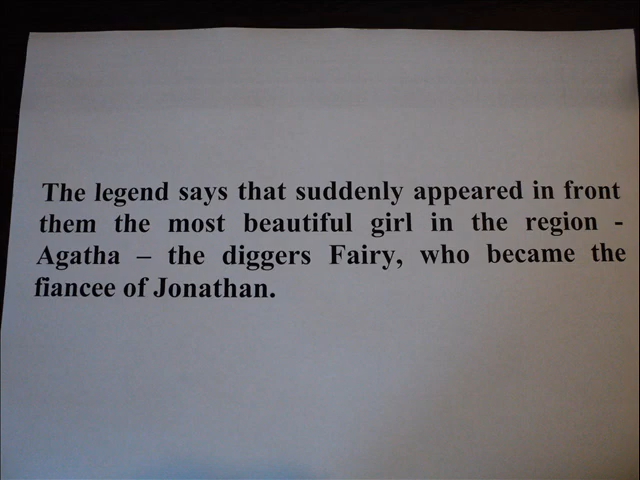 The legend says that suddenly appeared in front
them the most beautiful girl in the region -
Agatha – the diggers Fairy, who became the
fiancee of Jonathan.